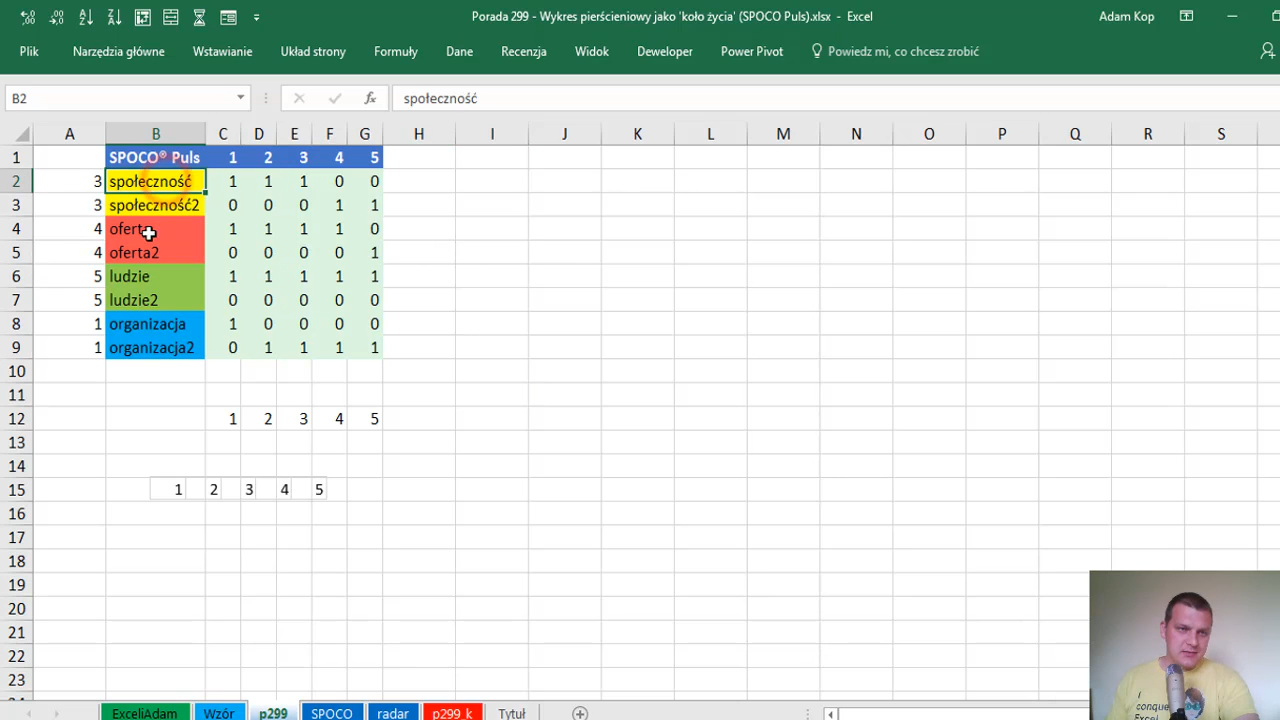 Porada 299 - Wykres pierścieniowy jako 'koło życia' (SPOCO Puls).xlsx - Excel
Adam Kop
Plik Narzędzia główne Wstawianie Układ strony Formuły Dane Recenzja Widok Deweloper Power Pivot Powiedz mi, co chcesz zrobić
B2 fx społeczność
A B C D E F G H I J K L M N O P Q R S
1 SPOCO® Puls 1 2 3 4 5
2 3 społeczność 1 1 1 0 0
3 3 społeczność2 0 0 0 1 1
4 4 oferta 1 1 1 1 0
5 4 oferta2 0 0 0 0 1
6 5 ludzie 1 1 1 1 1
7 5 ludzie2 0 0 0 0 0
8 1 organizacja 1 0 0 0 0
9 1 organizacja2 0 1 1 1 1
10
11
12 1 2 3 4 5
13
14
15 1 2 3 4 5
16
17
18
19
20
21
22
23
I conquer
Excel
ExceliAdam Wzór p299 SPOCO radar p299_k Tytuł